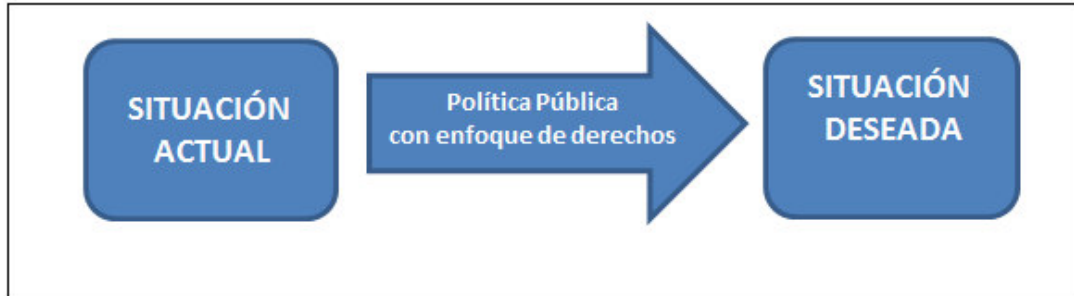 SITUACIÓN
ACTUAL
Política Pública
con enfoque de derechos
SITUACIÓN
DESEADA